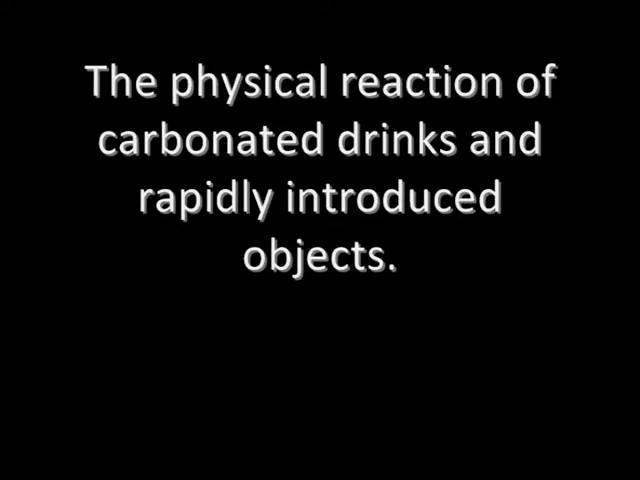 The physical reaction of
carbonated drinks and
rapidly introduced
objects.